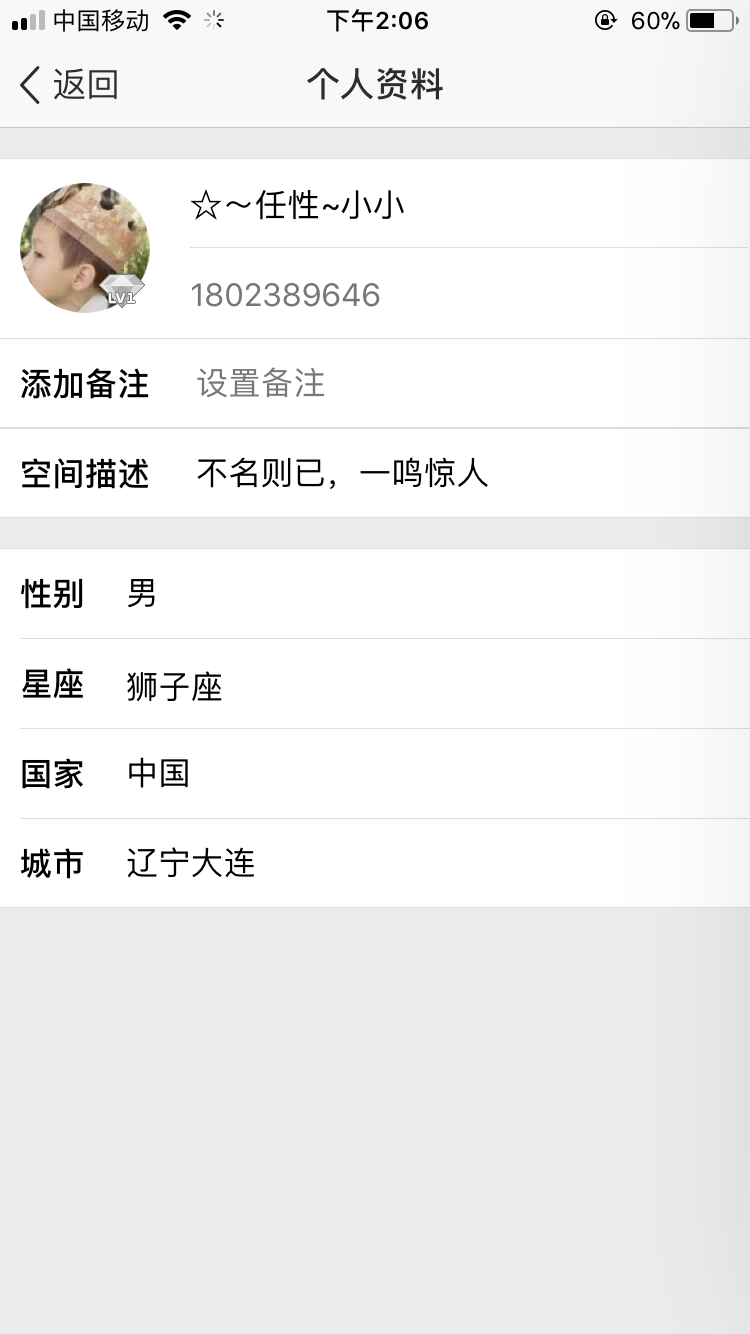 中国移动 下午2:06 60%
返回 个人资料
☆～任性~小小
LV1
1802389646
添加备注 设置备注
空间描述 不名则已，一鸣惊人
性别 男
星座 狮子座
国家 中国
城市 辽宁大连